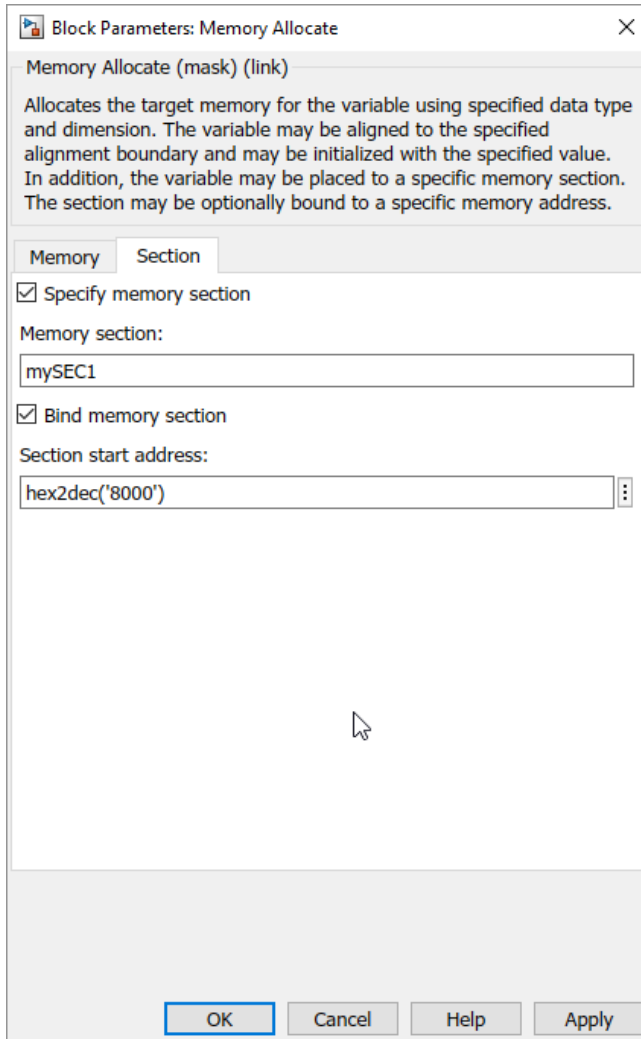 Block Parameters: Memory Allocate
Memory Allocate (mask) (link)
Allocates the target memory for the variable using specified data type
and dimension. The variable may be aligned to the specified
alignment boundary and may be initialized with the specified value.
In addition, the variable may be placed to a specific memory section.
The section may be optionally bound to a specific memory address.
Memory Section
Specify memory section
Memory section:
mySEC1
Bind memory section
Section start address:
hex2dec('8000')
OK Cancel Help Apply